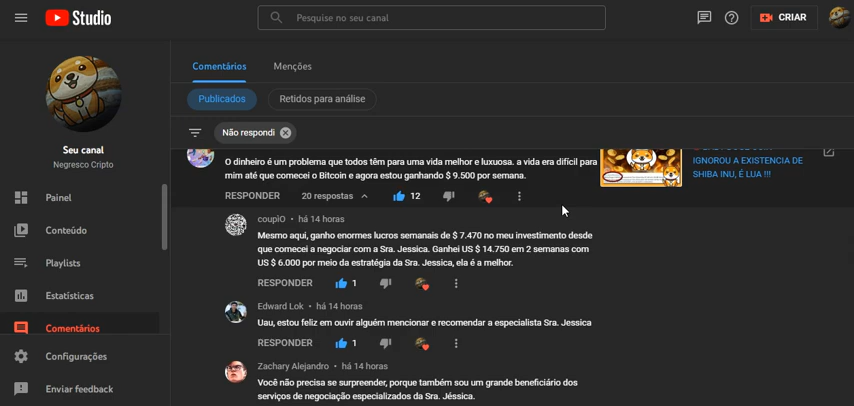 Studio
Pesquise no seu canal
CRIAR
Comentários
Menções
Publicados
Retidos para análise
Não respondi
Seu canal
Negresco Cripto
Painel
Conteúdo
Playlists
Estatísticas
Comentários
Configurações
Enviar feedback
O dinheiro é um problema que todos têm para uma vida melhor e luxuosa. a vida era difícil para
mim até que comecei o Bitcoin e agora estou ganhando $ 9.500 por semana.
RESPONDER
20 respostas
12
IGNOROU A EXISTENCIA DE
SHIBA INU, É LUA !!!
coupIO • há 14 horas
Mesmo aqui, ganho enormes lucros semanais de $ 7.470 no meu investimento desde
que comecei a negociar com a Sra. Jessica. Ganhei US $ 14.750 em 2 semanas com
US $ 6.000 por meio da estratégia da Sra. Jessica, ela é a melhor.
RESPONDER
1
Edward Lok • há 14 horas
Uau, estou feliz em ouvir alguém mencionar e recomendar a especialista Sra. Jessica
RESPONDER
1
Zachary Alejandro • há 14 horas
Você não precisa se surpreender, porque também sou um grande beneficiário dos
serviços de negociação especializados da Sra. Jéssica.